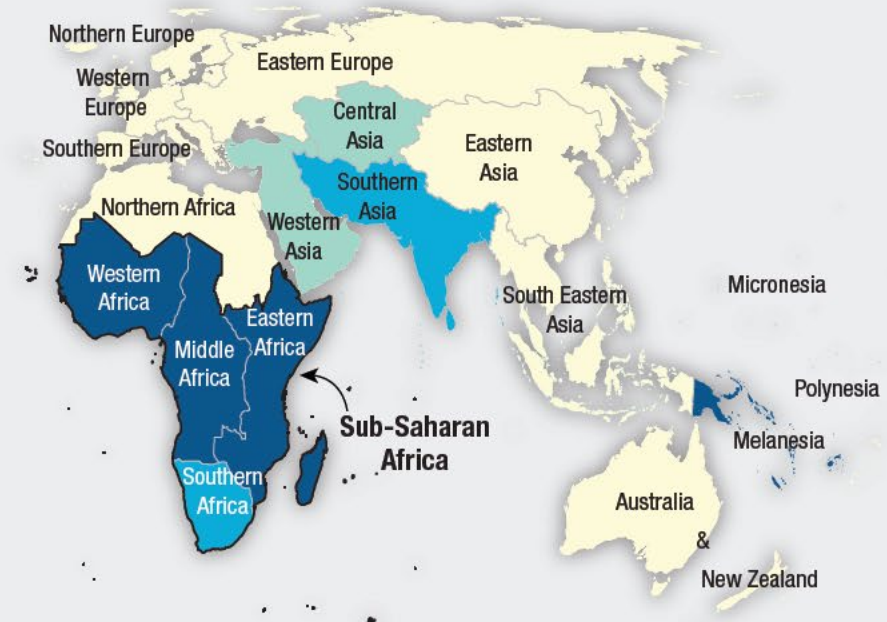 Northern Europe
Eastern Europe
Western
Europe
Central
Asia
Southern Europe
Eastern
Asia
Southern
Asia
Northern Africa
Western
Asia
Western
Africa
Micronesia
South Eastern
Asia
Eastern
Africa
Middle
Africa
Polynesia
Sub-Saharan
Africa
Melanesia
Southern
Africa
Australia
&
New Zealand